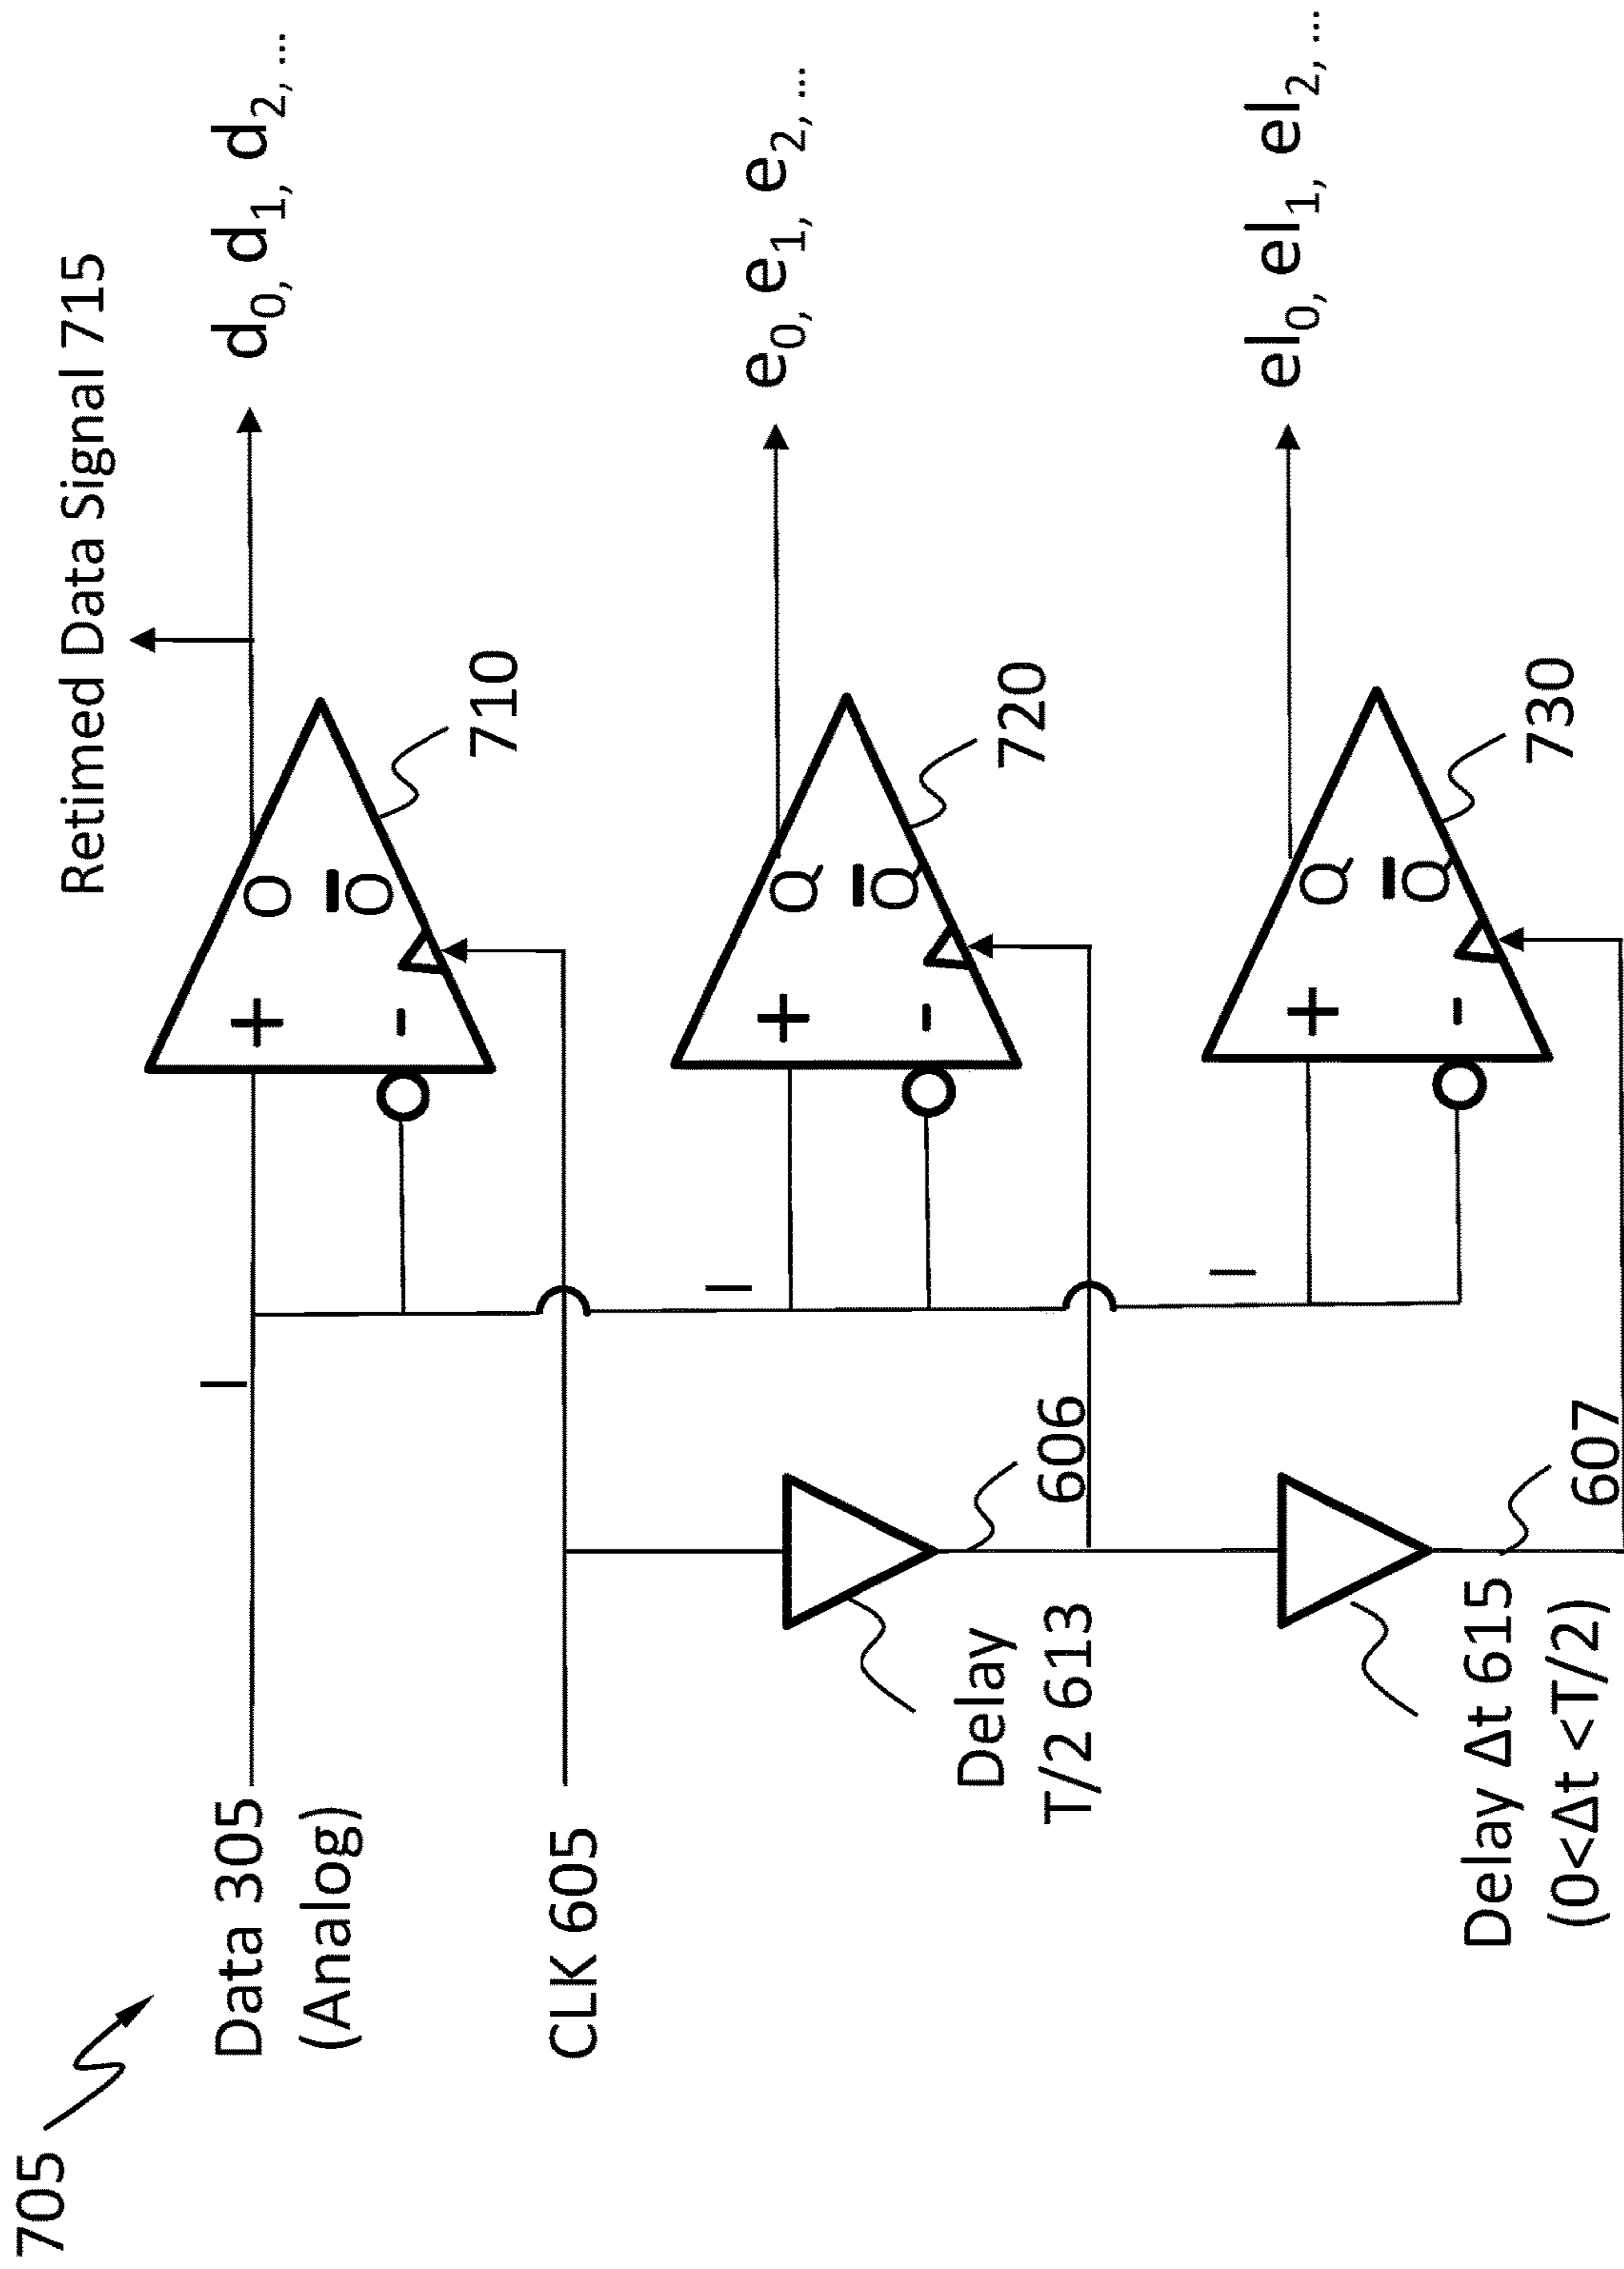 705
Retimed Data Signal 715
Data 305
(Analog)
+
-
Q
Q̅
710
d₀, d₁, d₂, ...
CLK 605
+
-
Q
Q̅
720
e₀, e₁, e₂, ...
Delay
T/2 613
606
+
-
Q
Q̅
730
el₀, el₁, el₂, ...
Delay Δt 615
(0<Δt <T/2)
607